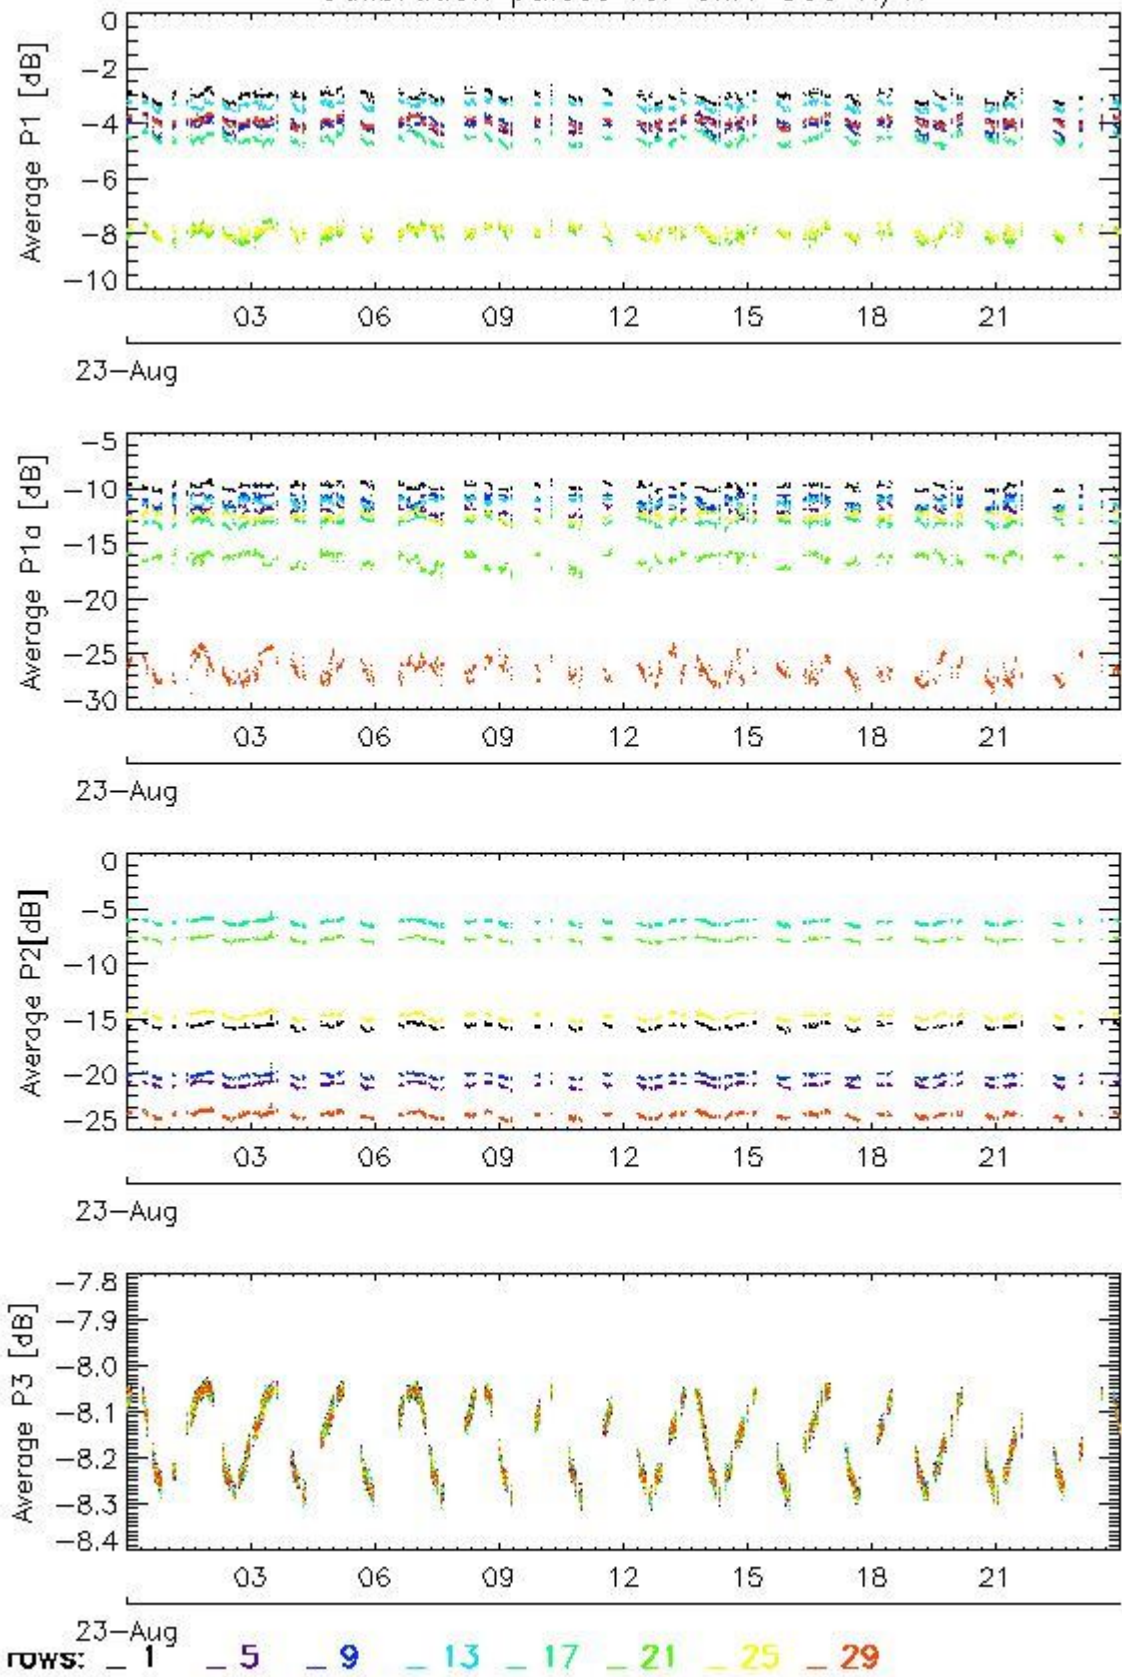 0
-2
-4
-6
-8
-10
Average P1 [dB]
03 06 09 12 15 18 21
23-Aug
-5
-10
-15
-20
-25
-30
Average P1a [dB]
03 06 09 12 15 18 21
23-Aug
0
-5
-10
-15
-20
-25
Average P2[dB]
03 06 09 12 15 18 21
23-Aug
-7.8
-7.9
-8.0
-8.1
-8.2
-8.3
-8.4
Average P3 [dB]
03 06 09 12 15 18 21
23-Aug
rows: _ 1 _ 5 _ 9 _ 13 _ 17 _ 21 _ 25 _ 29